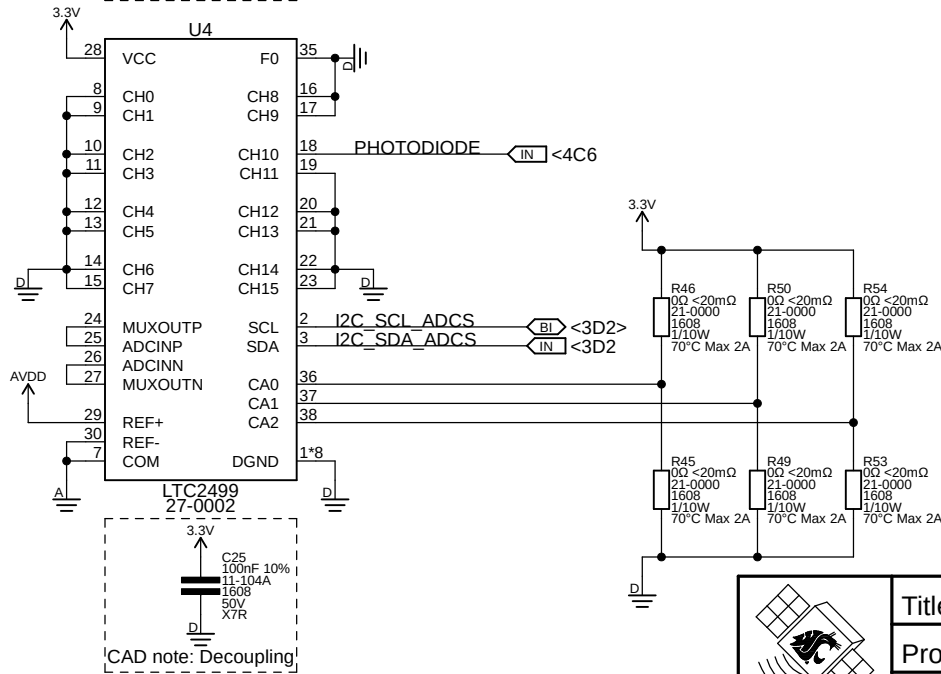 3.3V
U4
28 VCC F0 35
D
8 CH0 CH8 16
9 CH1 CH9 17
10 CH2 CH10 18 PHOTODIODE IN <4C6
11 CH3 CH11 19
12 CH4 CH12 20
13 CH5 CH13 21
14 CH6 CH14 22
D
D
15 CH7 CH15 23
24 MUXOUTP SCL 2 I2C_SCL_ADCS BI <3D2>
25 ADCINP SDA 3 I2C_SDA_ADCS IN <3D2
26 ADCINN
27 MUXOUTN CA0 36
CA1 37
AVDD
29 REF+ CA2 38
30 REF-
7 COM DGND 1*8
A
D
LTC2499
27-0002
3.3V
C25
100nF 10%
11-104A
1608
50V
X7R
D
CAD note: Decoupling
3.3V
R46
0Ω <20mΩ
21-0000
1608
1/10W
70°C Max 2A
R50
0Ω <20mΩ
21-0000
1608
1/10W
70°C Max 2A
R54
0Ω <20mΩ
21-0000
1608
1/10W
70°C Max 2A
R45
0Ω <20mΩ
21-0000
1608
1/10W
70°C Max 2A
R49
0Ω <20mΩ
21-0000
1608
1/10W
70°C Max 2A
R53
0Ω <20mΩ
21-0000
1608
1/10W
70°C Max 2A
D
Title
Pro